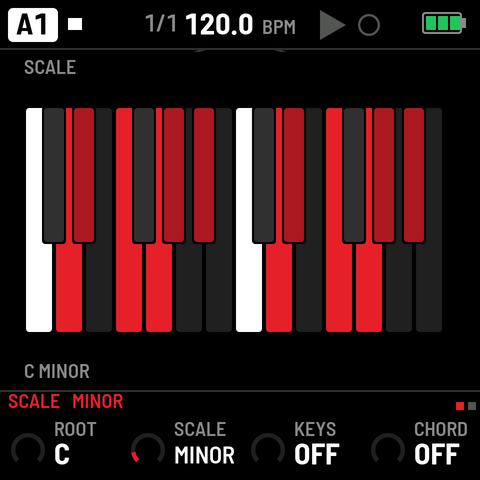 A1 1/1 120.0 BPM
SCALE
C MINOR
SCALE MINOR
ROOT SCALE KEYS CHORD
C MINOR OFF OFF